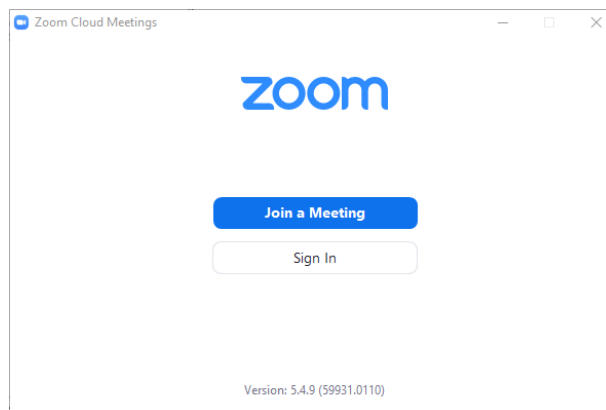 Zoom Cloud Meetings
zoom
Join a Meeting
Sign In
Version: 5.4.9 (59931.0110)